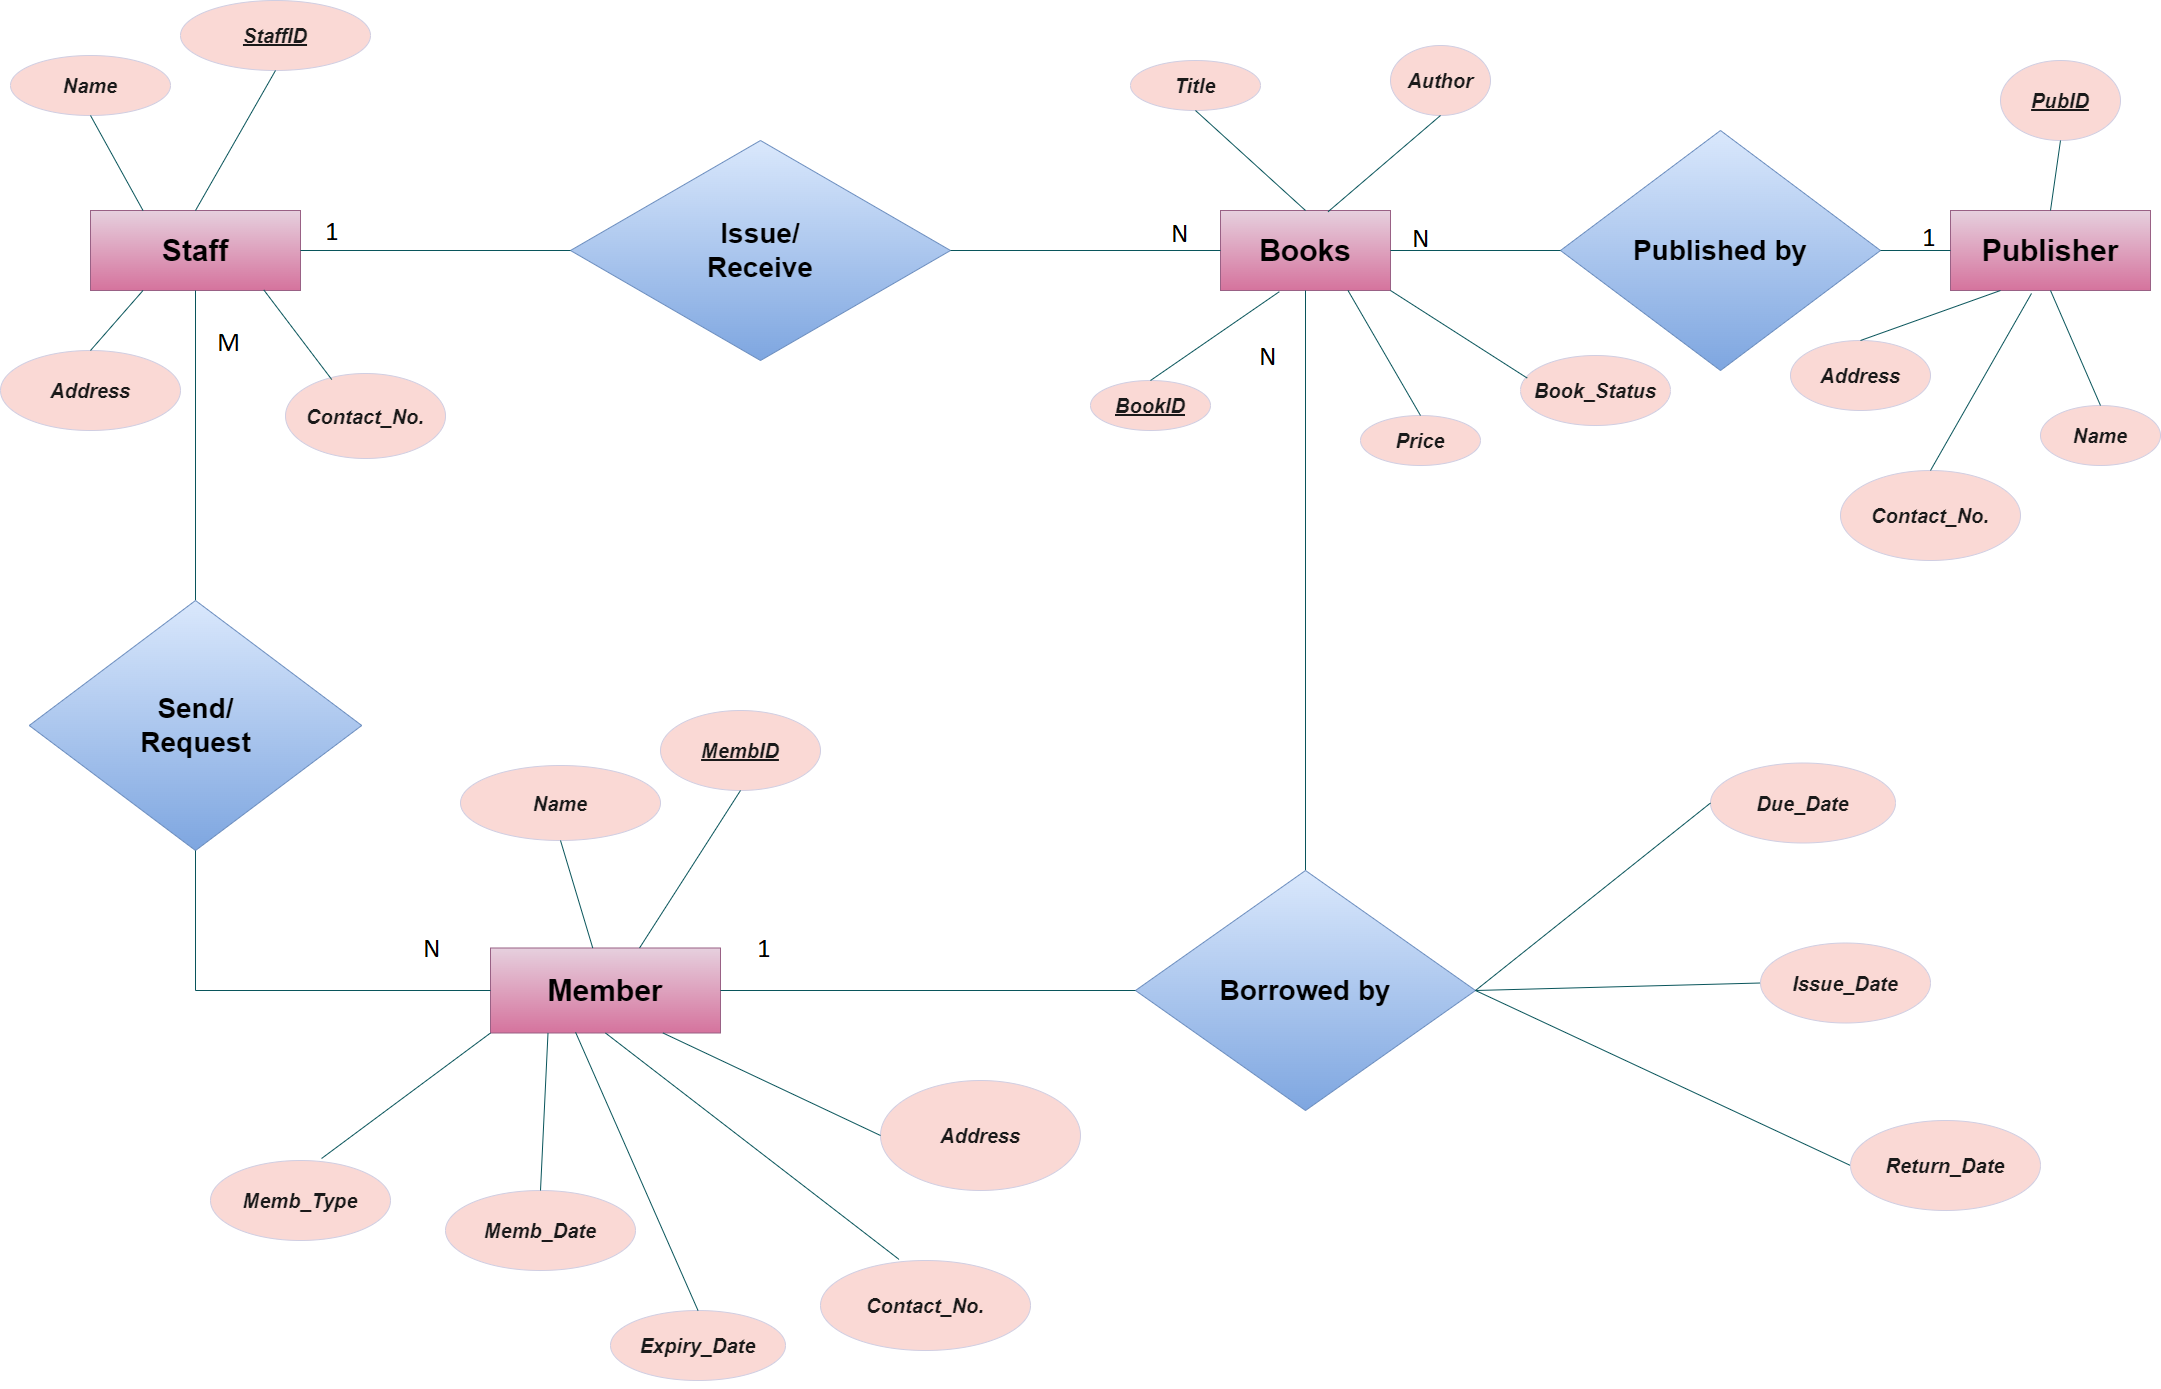 StaffID
Name
Title
Author
PubID
Staff
1
Issue/
Receive
N
Books
N
Published by
1
Publisher
M
N
Address
Contact_No.
BookID
Price
Book_Status
Address
Name
Contact_No.
Send/
Request
MembID
Name
Due_Date
N
1
Member
Borrowed by
Issue_Date
Address
Return_Date
Memb_Type
Memb_Date
Contact_No.
Expiry_Date